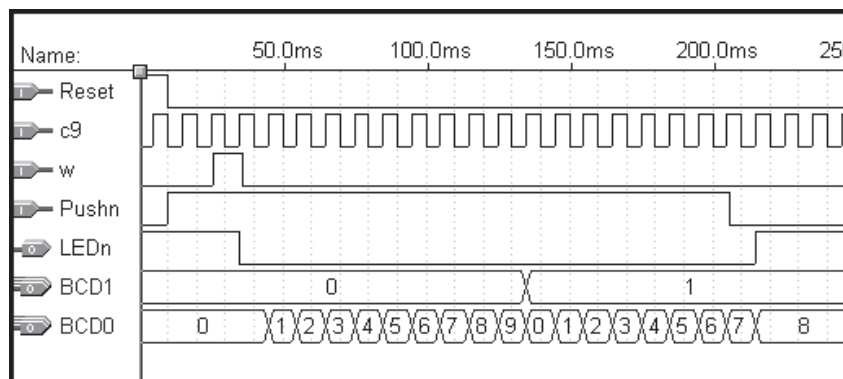 Name: 50.0ms 100.0ms 150.0ms 200.0ms 250
Reset
c9
w
Pushn
LEDn
BCD1 0 1
BCD0 0 1 2 3 4 5 6 7 8 9 0 1 2 3 4 5 6 7 8